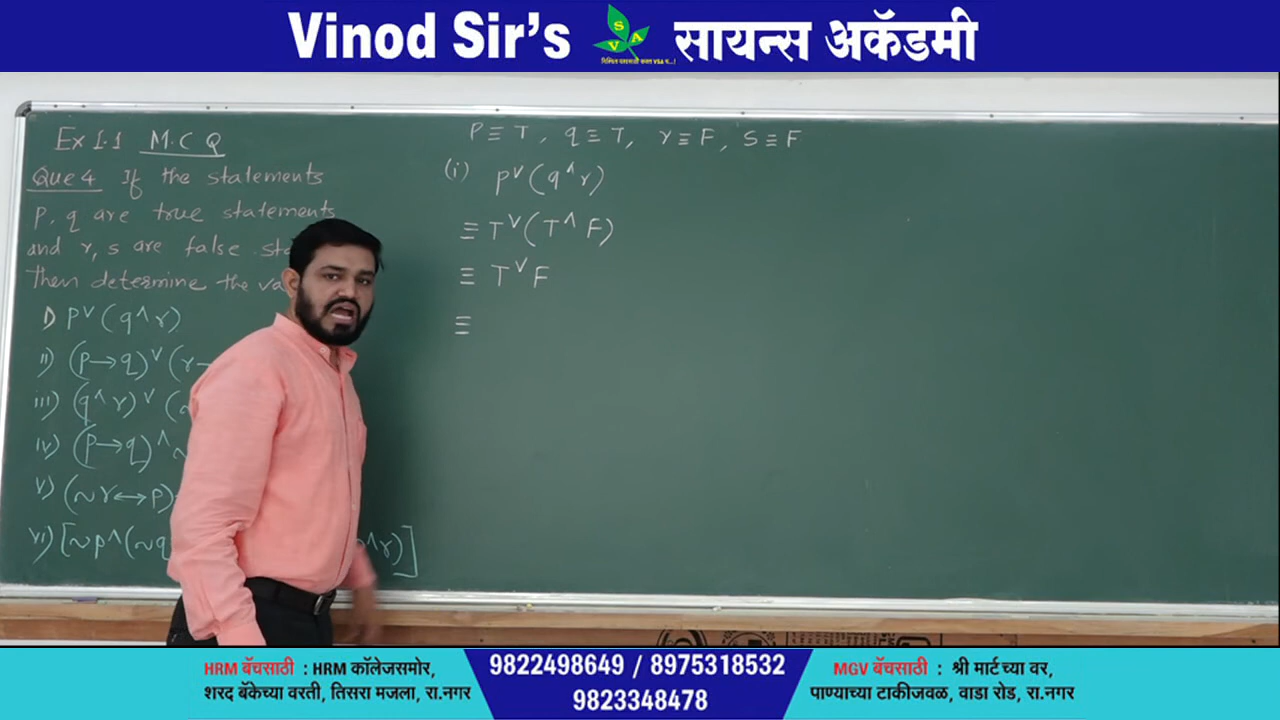 Vinod Sir's SVA सायन्स अकॅडमी
Ex 1.1 M.C Q
Que 4 If the statements
p, q are true statements
and r, s are false
then determine the
i) p∨(q∧r)
ii) (p→q)∨(r→
iii) (q∧r)∨(~
iv) (p→q)∧~
v) (~r↔p)
vi) [~p∧(~q ∧r)]
P≡T, q≡T, r≡F, S≡F
(i) p∨(q∧r)
≡ T∨(T∧F)
≡ T∨F
≡
HRM बॅचसाठी : HRM कॉलेजसमोर,
शरद बॅंकेच्या वरती, तिसरा मजला, रा.नगर
9822498649 / 8975318532
9823348478
MGV बॅचसाठी : श्री मार्टच्या वर,
पाण्याच्या टाकीजवळ, वाडा रोड, रा.नगर